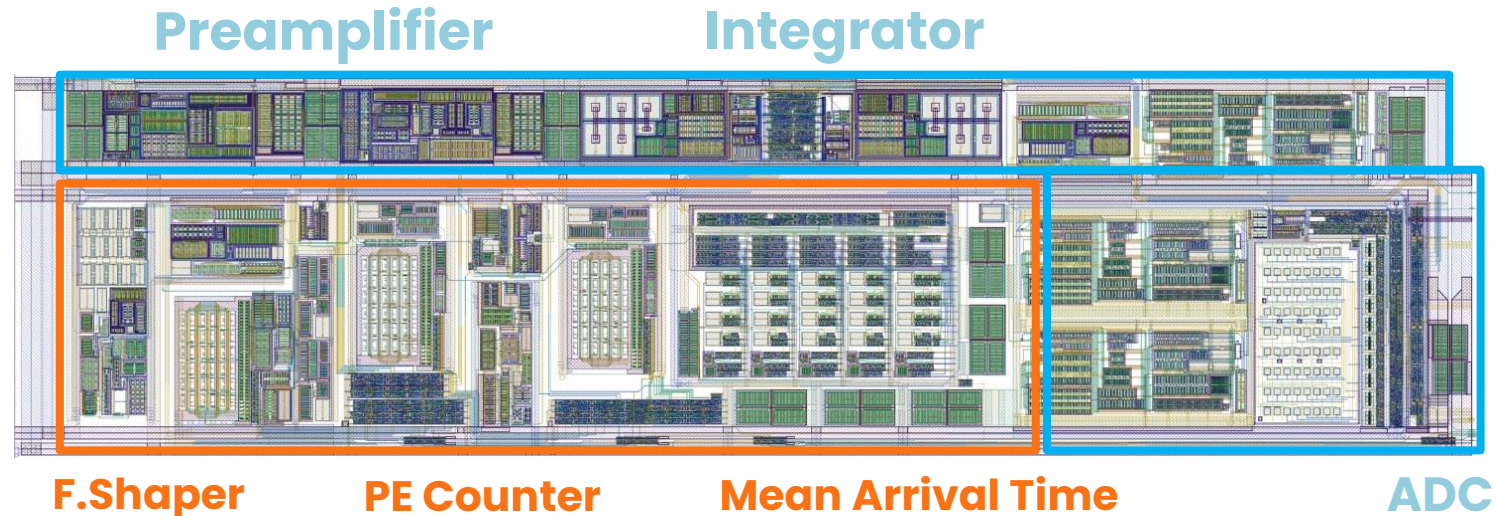 Preamplifier
Integrator
F.Shaper
PE Counter
Mean Arrival Time
ADC